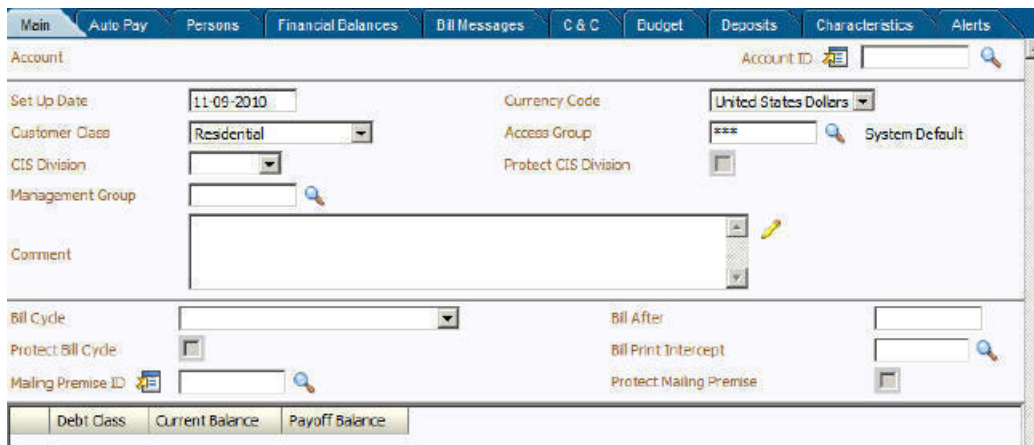 Main Auto Pay Persons Financial Balances Bill Messages C & C Budget Deposits Characteristics Alerts
Account Account ID
Set Up Date 11-09-2010 Currency Code United States Dollars
Customer Class Residential Access Group *** System Default
CIS Division Protect CIS Division
Management Group
Comment
Bill Cycle Bill After
Protect Bill Cycle Bill Print Intercept
Mailing Premise ID Protect Mailing Premise
Debt Class Current Balance Payoff Balance